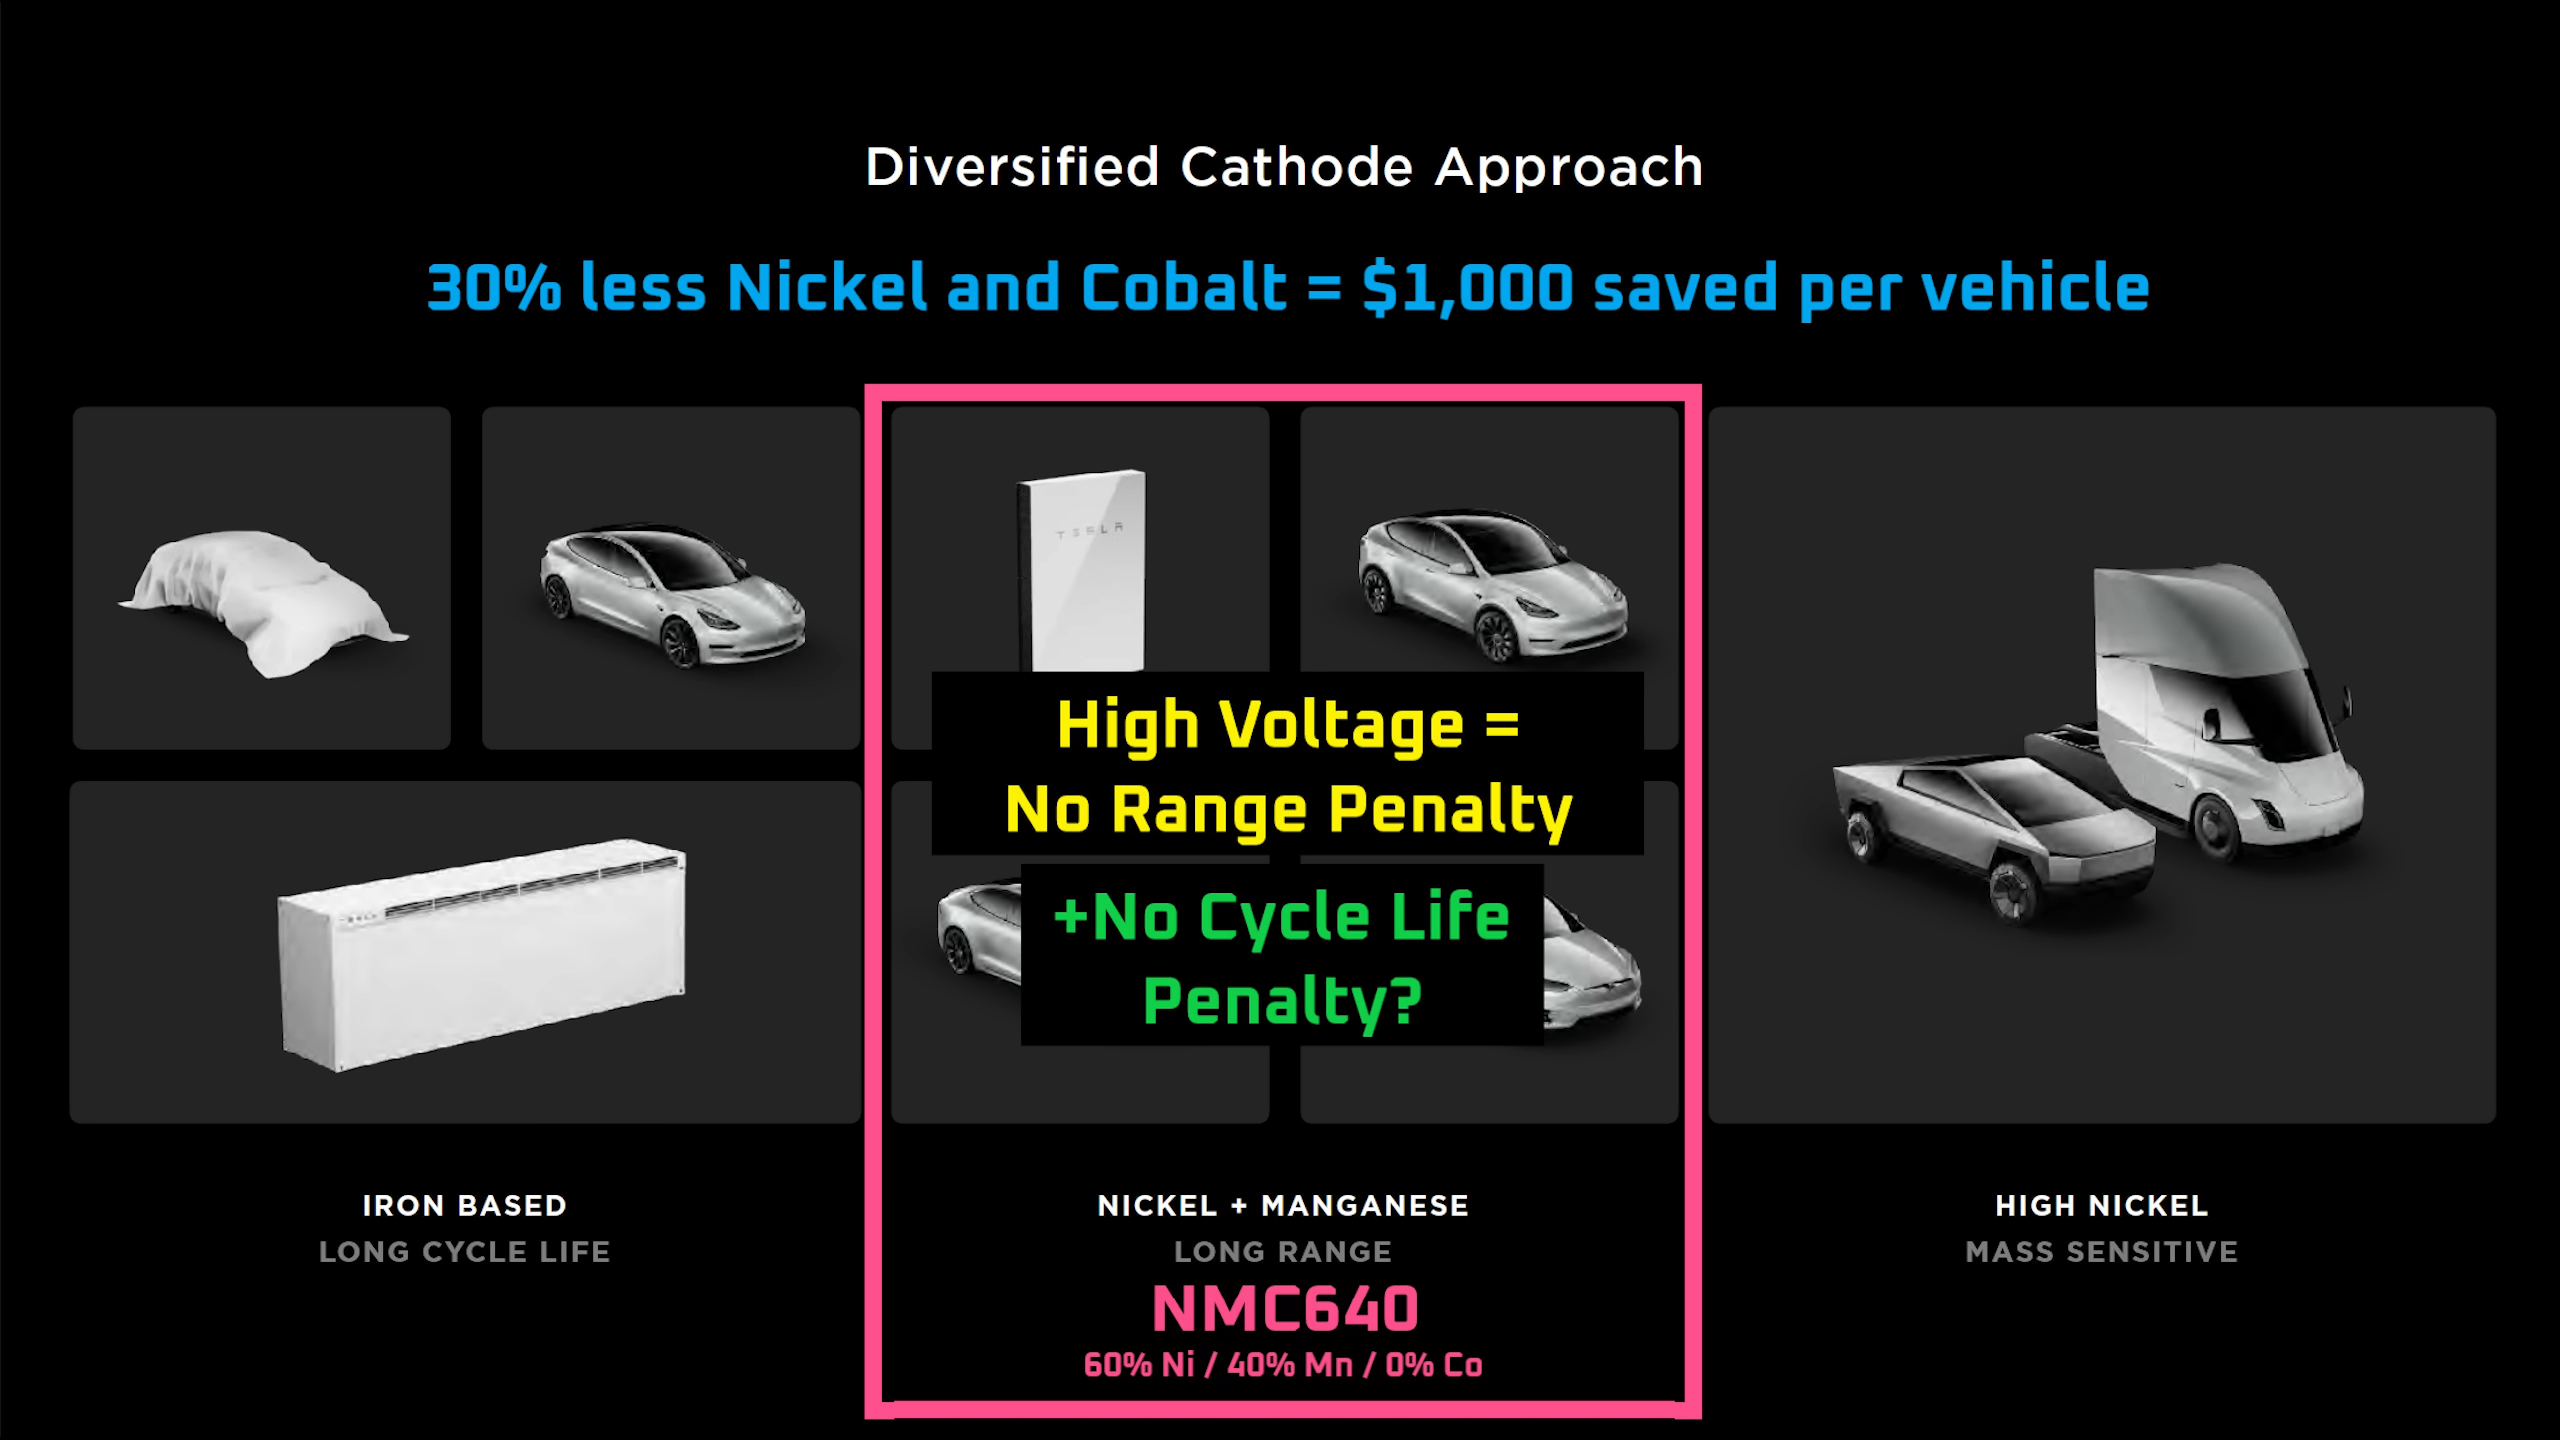 Diversified Cathode Approach
30% less Nickel and Cobalt = $1,000 saved per vehicle
TESLA
High Voltage =
No Range Penalty
+No Cycle Life
Penalty?
IRON BASED
LONG CYCLE LIFE
NICKEL + MANGANESE
LONG RANGE
NMC640
60% Ni / 40% Mn / 0% Co
HIGH NICKEL
MASS SENSITIVE